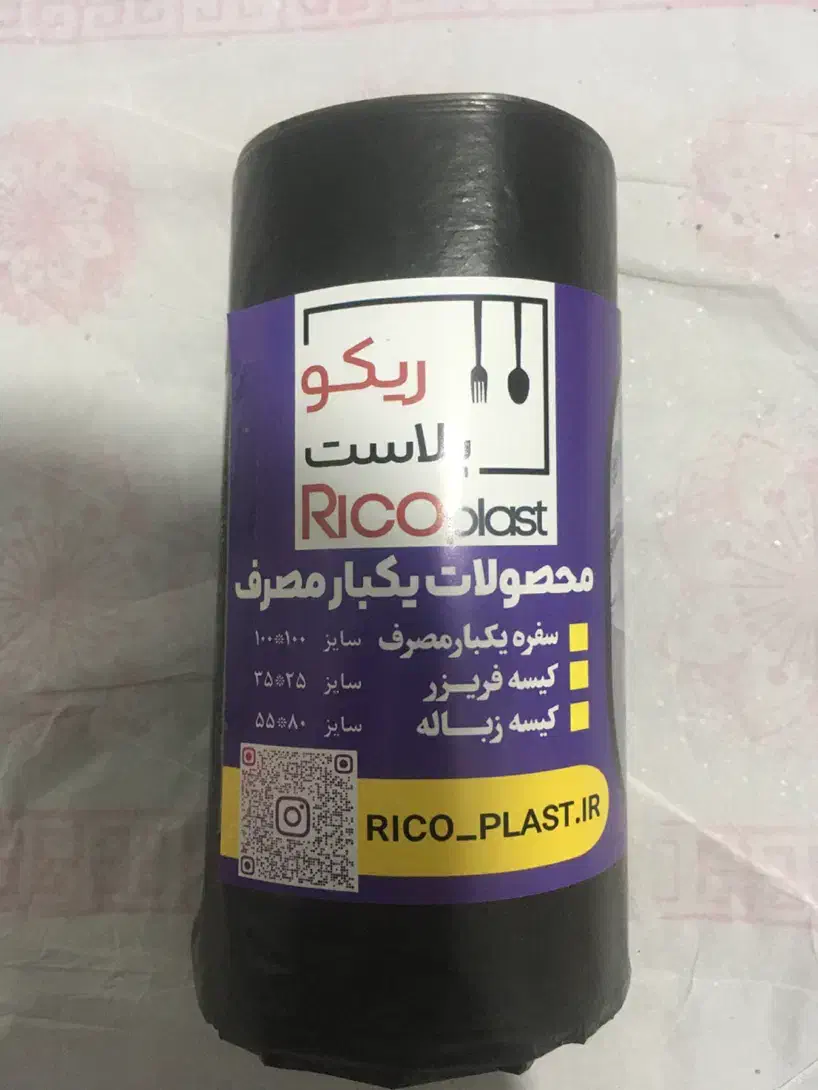 ریکو
پلاست
RICOplast
محصولات یکبار مصرف
سفره یکبار مصرف سایز ۱۰۰*۱۰۰
کیسه فریزر سایز ۲۵*۳۵
کیسه زباله سایز ۸۰*۵۵
RICO_PLAST.IR